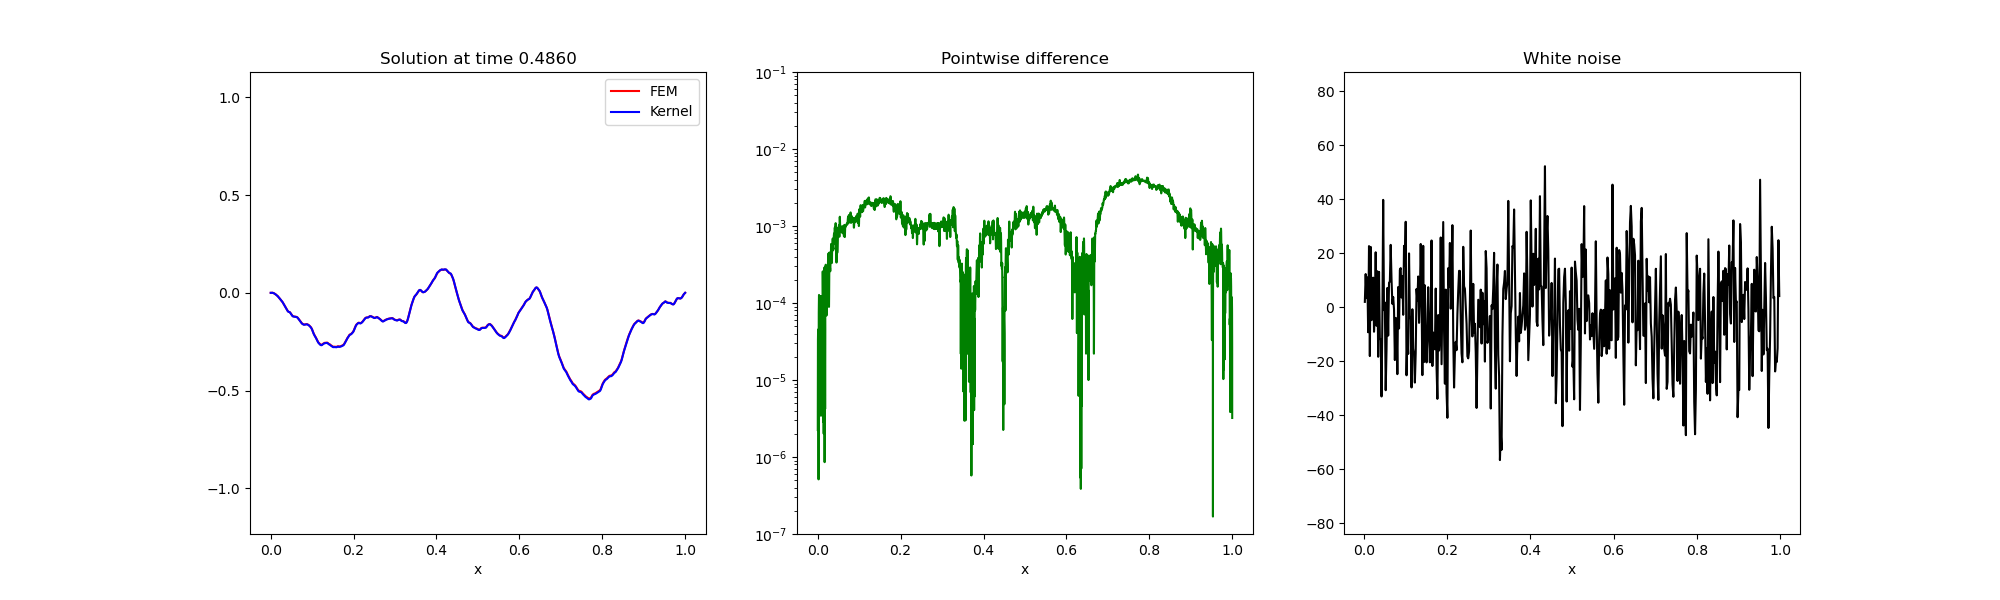 Solution at time 0.4860
1.0
0.5
0.0
−0.5
−1.0
0.0 0.2 0.4 0.6 0.8 1.0
x
FEM
Kernel
Pointwise difference
10⁻¹
10⁻²
10⁻³
10⁻⁴
10⁻⁵
10⁻⁶
10⁻⁷
0.0 0.2 0.4 0.6 0.8 1.0
x
White noise
80
60
40
20
0
−20
−40
−60
−80
0.0 0.2 0.4 0.6 0.8 1.0
x